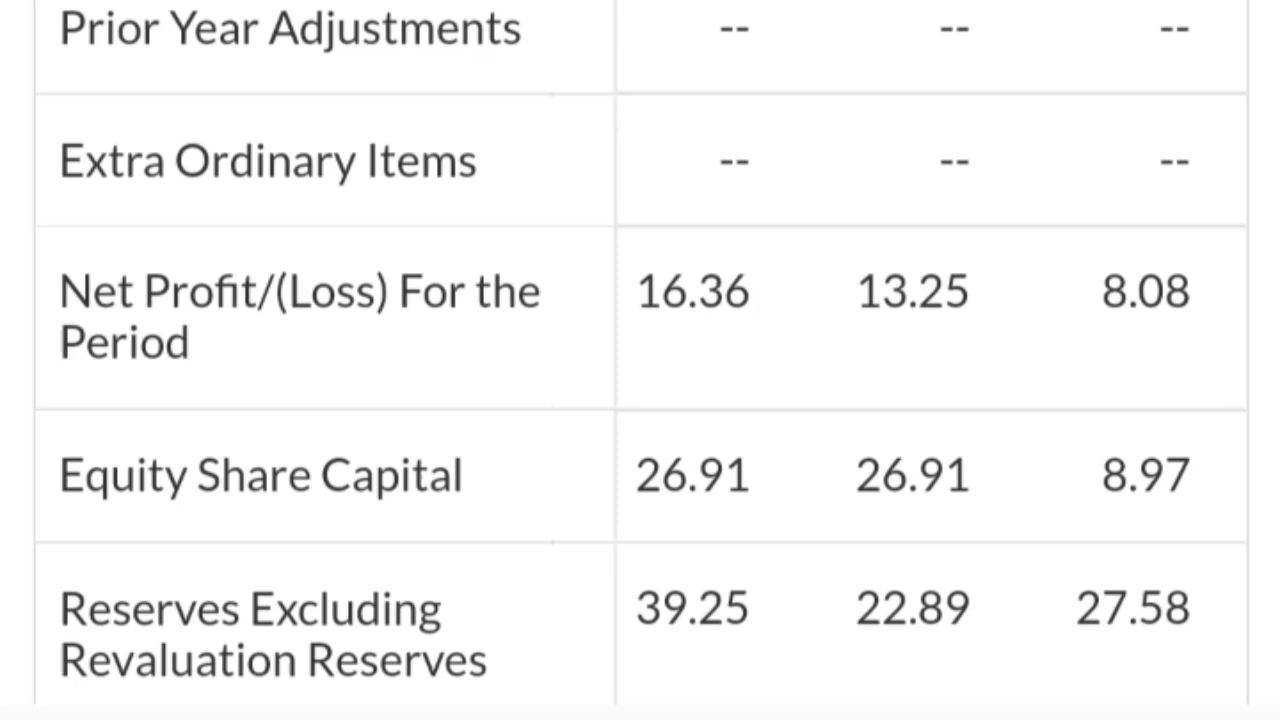 Prior Year Adjustments -- -- --
Extra Ordinary Items -- -- --
Net Profit/(Loss) For the 16.36 13.25 8.08
Period
Equity Share Capital 26.91 26.91 8.97
Reserves Excluding 39.25 22.89 27.58
Revaluation Reserves